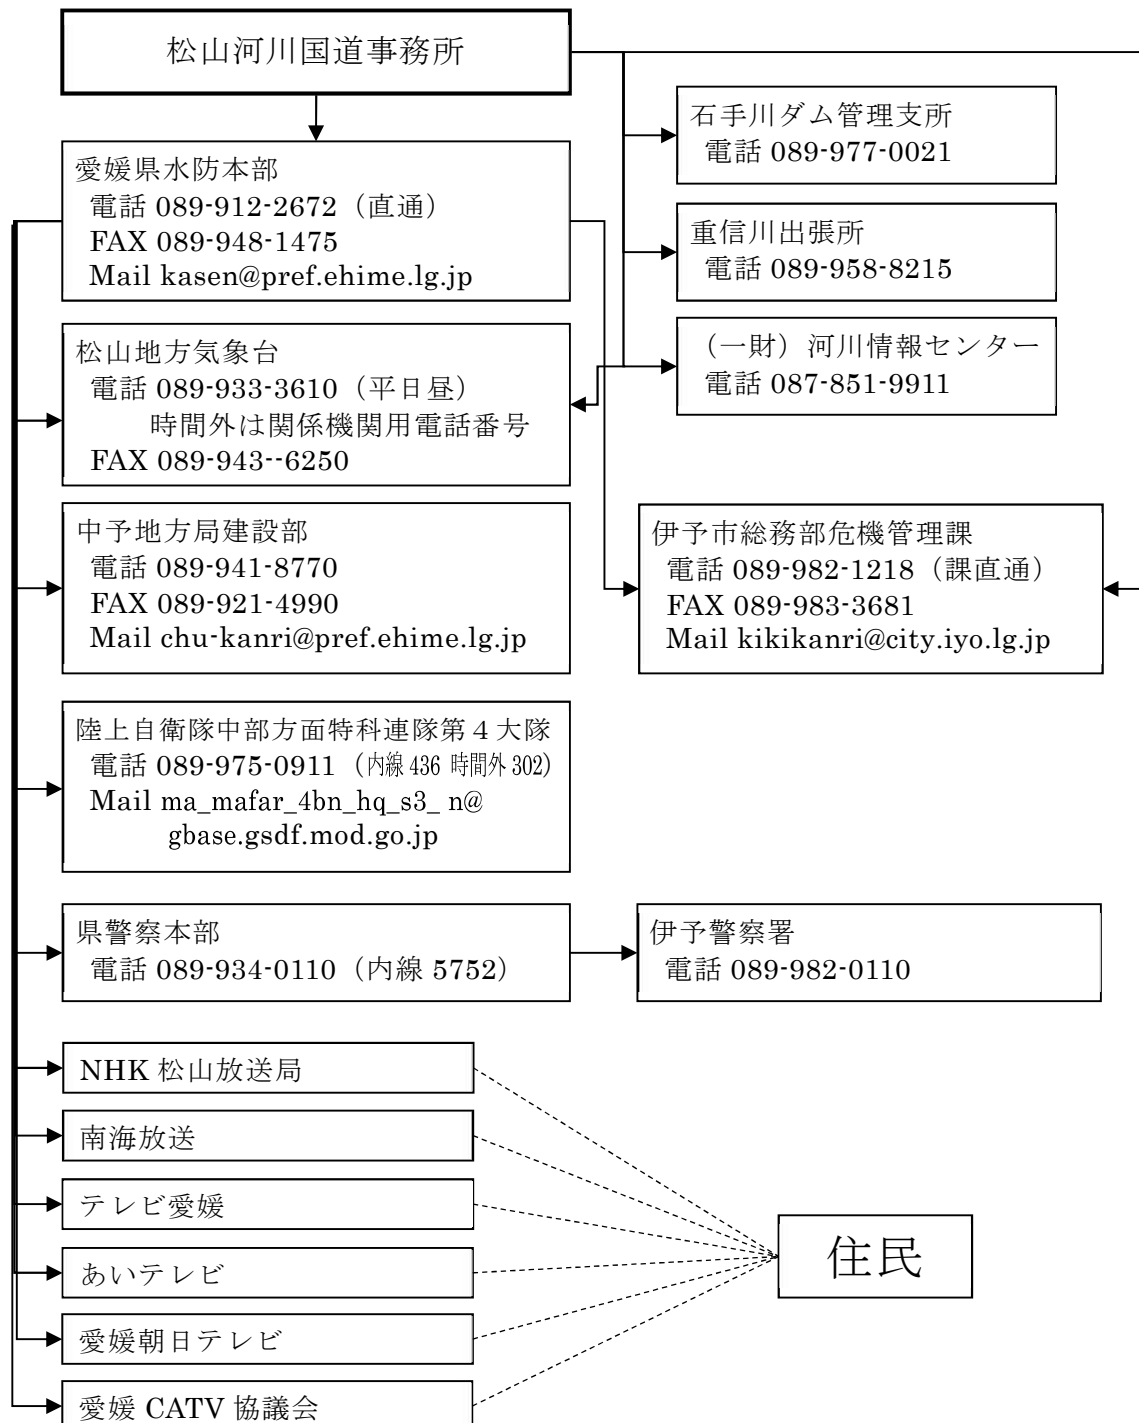 松山河川国道事務所
石手川ダム管理支所
電話 089-977-0021
愛媛県水防本部
電話 089-912-2672（直通）
FAX 089-948-1475
Mail kasen@pref.ehime.lg.jp
重信川出張所
電話 089-958-8215
（一財）河川情報センター
電話 087-851-9911
松山地方気象台
電話 089-933-3610（平日昼）
時間外は関係機関用電話番号
FAX 089-943--6250
中予地方局建設部
電話 089-941-8770
FAX 089-921-4990
Mail chu-kanri@pref.ehime.lg.jp
伊予市総務部危機管理課
電話 089-982-1218（課直通）
FAX 089-983-3681
Mail kikikanri@city.iyo.lg.jp
陸上自衛隊中部方面特科連隊第４大隊
電話 089-975-0911（内線 436 時間外 302）
Mail ma_mafar_4bn_hq_s3_ n@
gbase.gsdf.mod.go.jp
県警察本部
電話 089-934-0110（内線 5752）
伊予警察署
電話 089-982-0110
NHK 松山放送局
南海放送
テレビ愛媛
あいテレビ
愛媛朝日テレビ
愛媛 CATV 協議会
住民